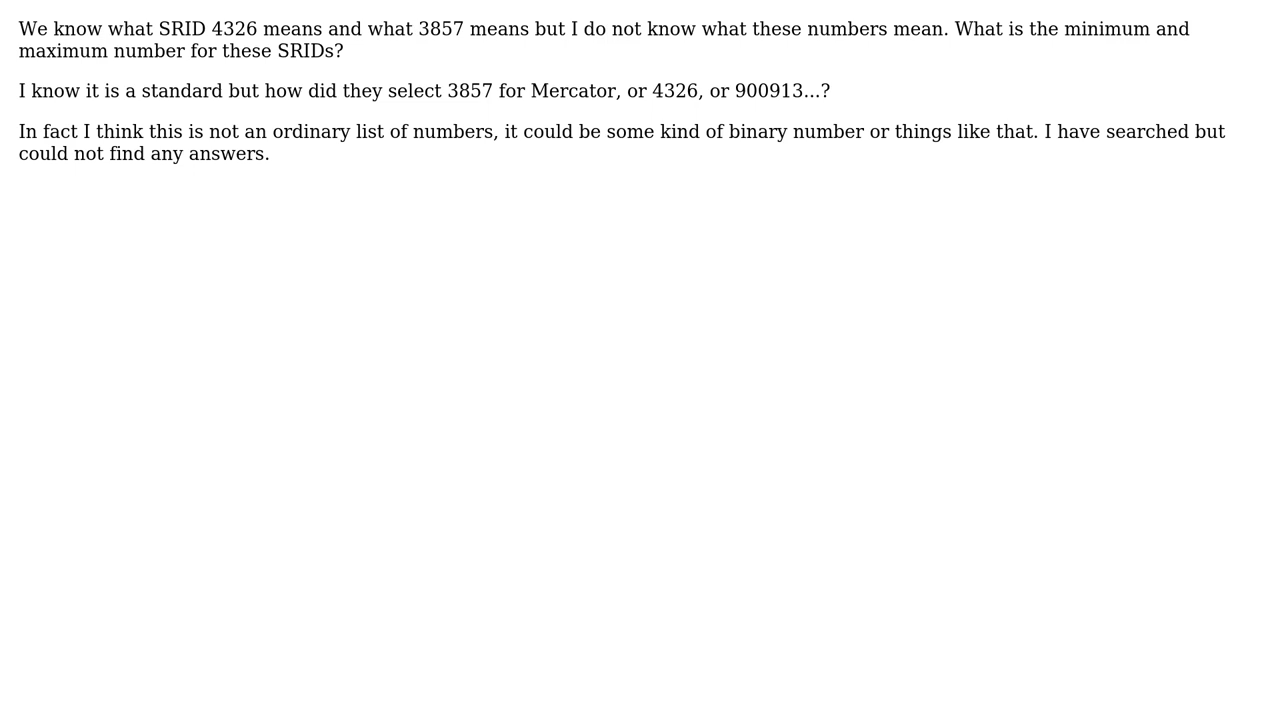 We know what SRID 4326 means and what 3857 means but I do not know what these numbers mean. What is the minimum and
maximum number for these SRIDs?
I know it is a standard but how did they select 3857 for Mercator, or 4326, or 900913...?
In fact I think this is not an ordinary list of numbers, it could be some kind of binary number or things like that. I have searched but
could not find any answers.